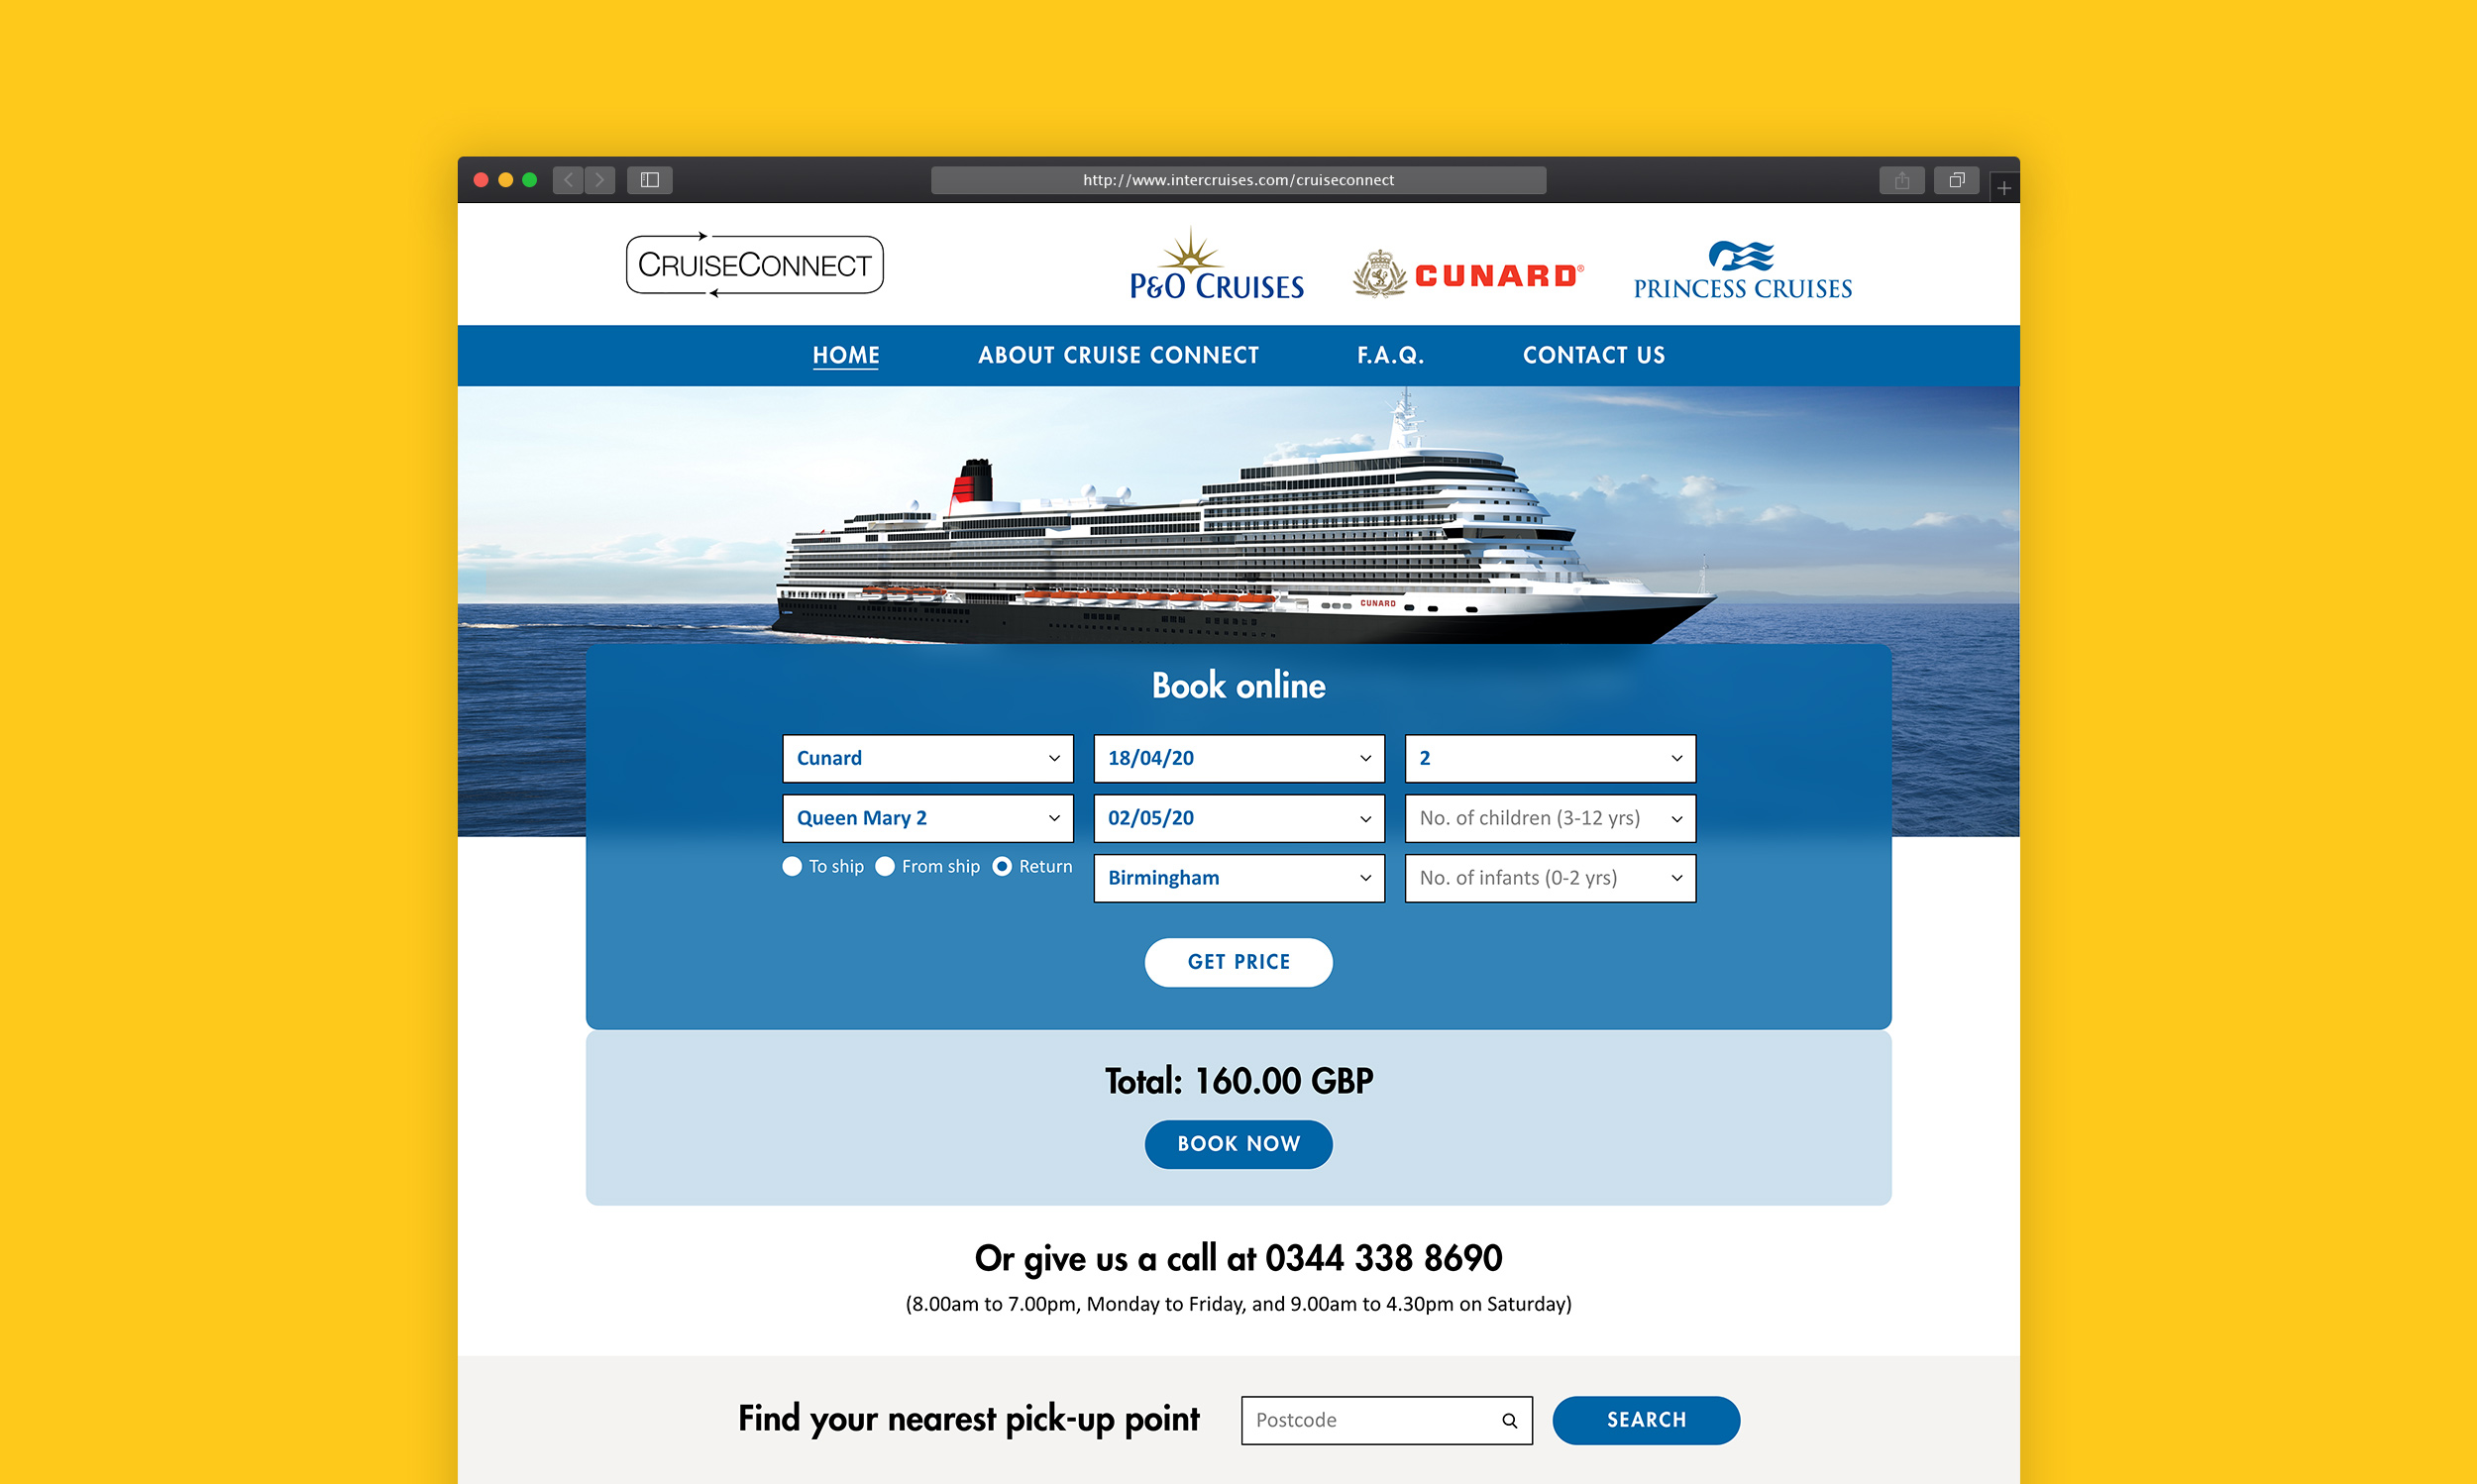 http://www.intercruises.com/cruiseconnect
CRUISECONNECT
P&O CRUISES
CUNARD®
PRINCESS CRUISES
HOME
ABOUT CRUISE CONNECT
F.A.Q.
CONTACT US
CUNARD
Book online
Cunard
18/04/20
2
Queen Mary 2
02/05/20
No. of children (3-12 yrs)
To ship
From ship
Return
Birmingham
No. of infants (0-2 yrs)
GET PRICE
Total: 160.00 GBP
BOOK NOW
Or give us a call at 0344 338 8690
(8.00am to 7.00pm, Monday to Friday, and 9.00am to 4.30pm on Saturday)
Find your nearest pick-up point
Postcode
SEARCH